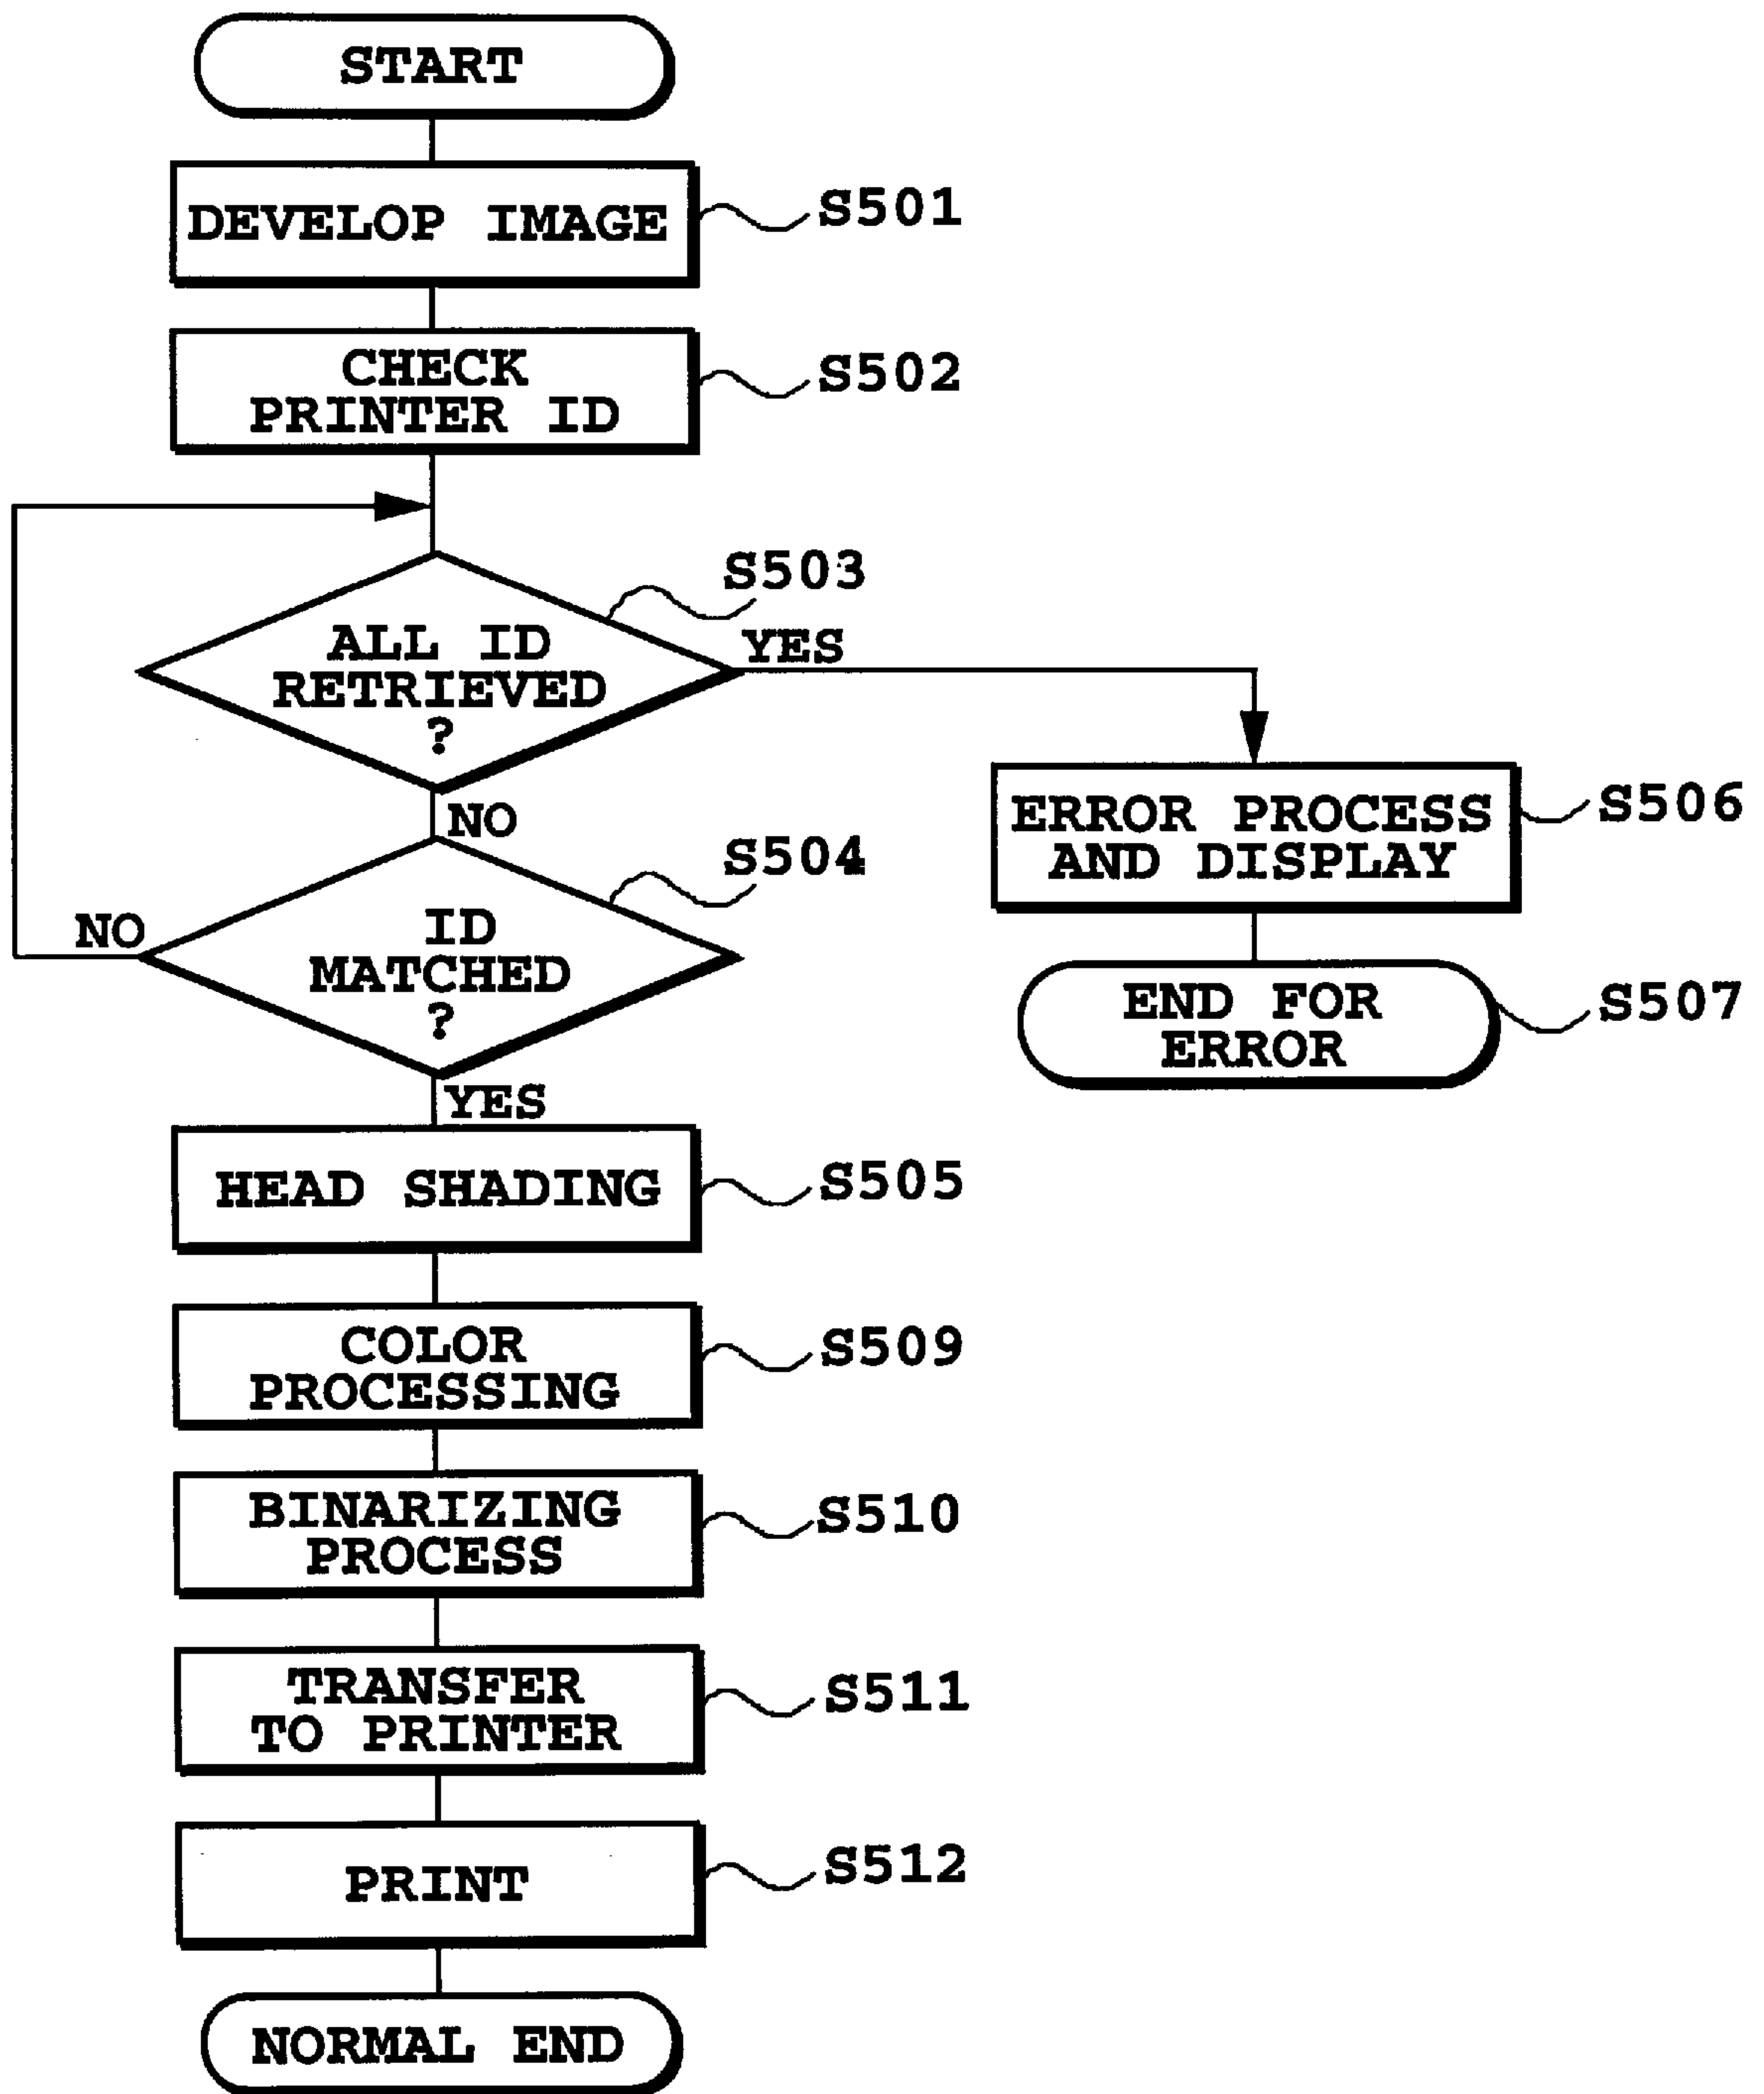 START
DEVELOP IMAGE
S501
CHECK
PRINTER ID
S502
S503
ALL ID
RETRIEVED
?
YES
NO
S504
ID
MATCHED
?
NO
YES
ERROR PROCESS
AND DISPLAY
S506
END FOR
ERROR
S507
HEAD SHADING
S505
COLOR
PROCESSING
S509
BINARIZING
PROCESS
S510
TRANSFER
TO PRINTER
S511
PRINT
S512
NORMAL END